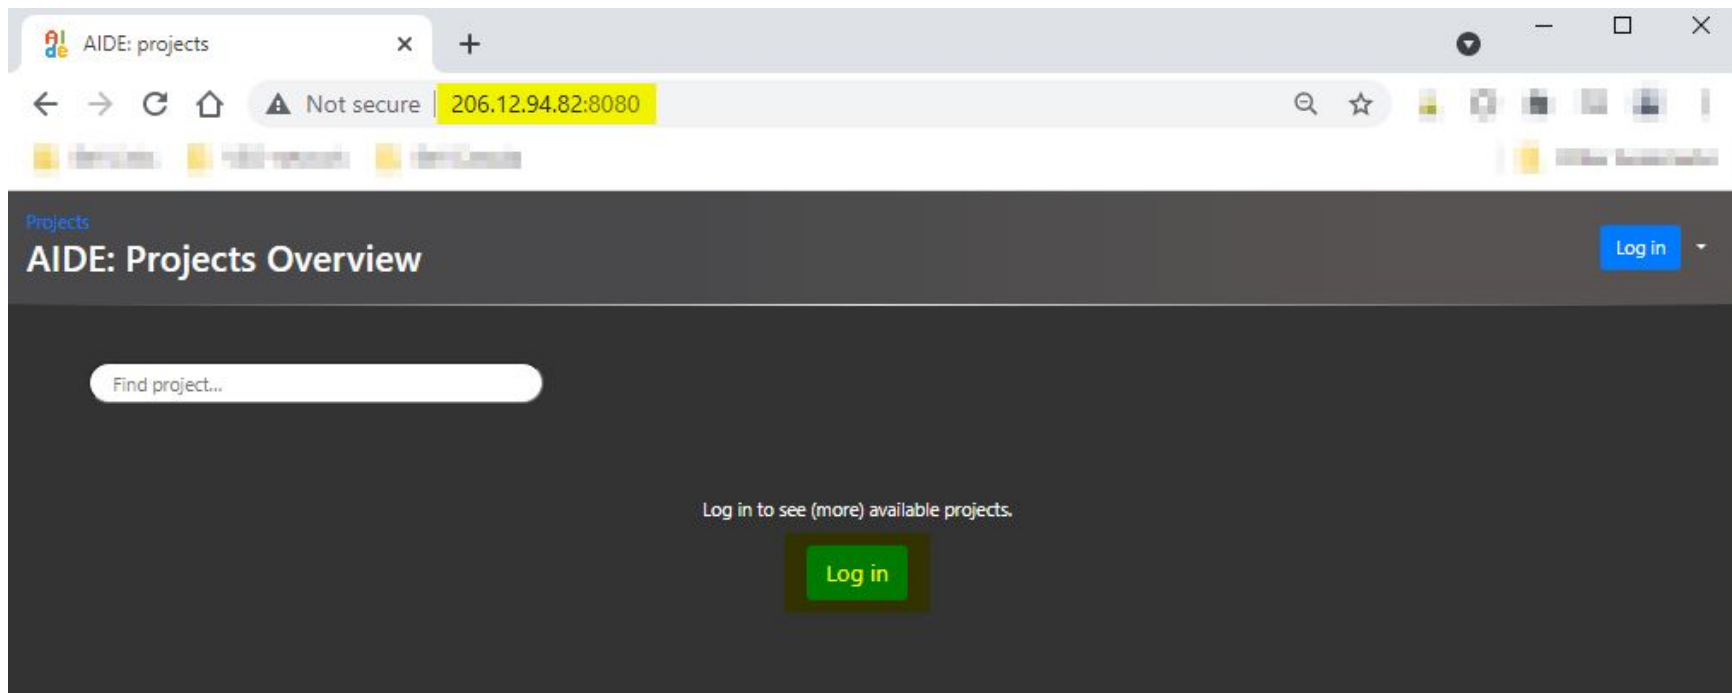 AIde AIDE: projects
Not secure 206.12.94.82:8080
Projects
AIDE: Projects Overview
Log in
Find project...
Log in to see (more) available projects.
Log in